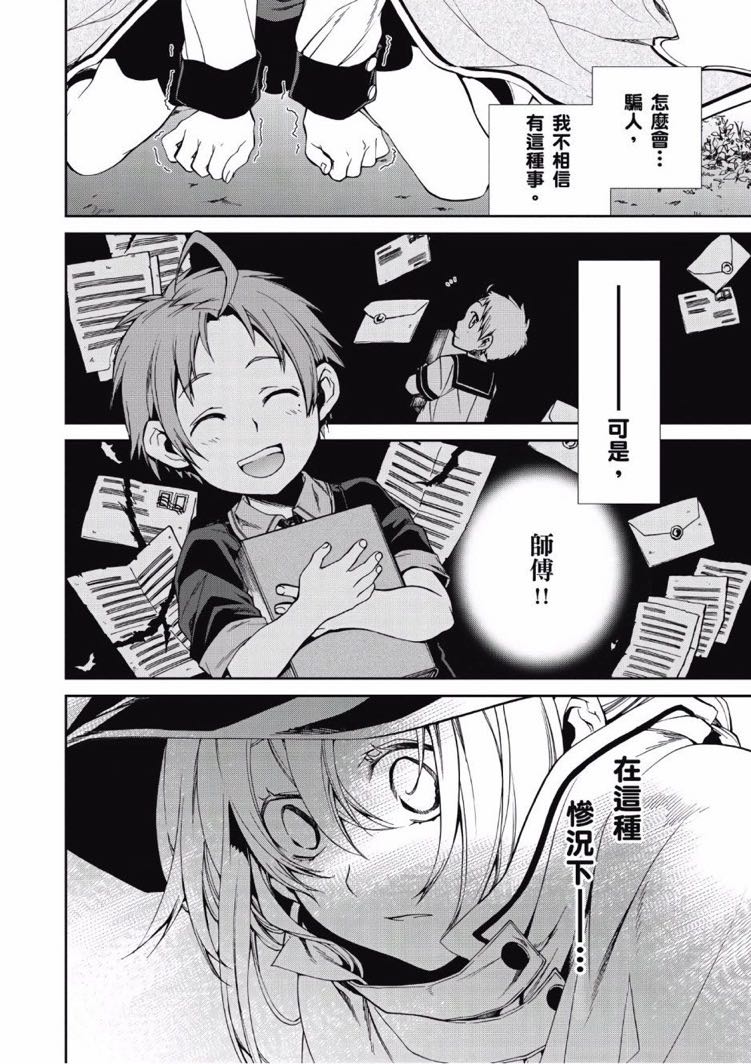 怎麼會…
騙人，
我不相信
有這種事。
——可是，
師傅!!
在這種
慘況下——…